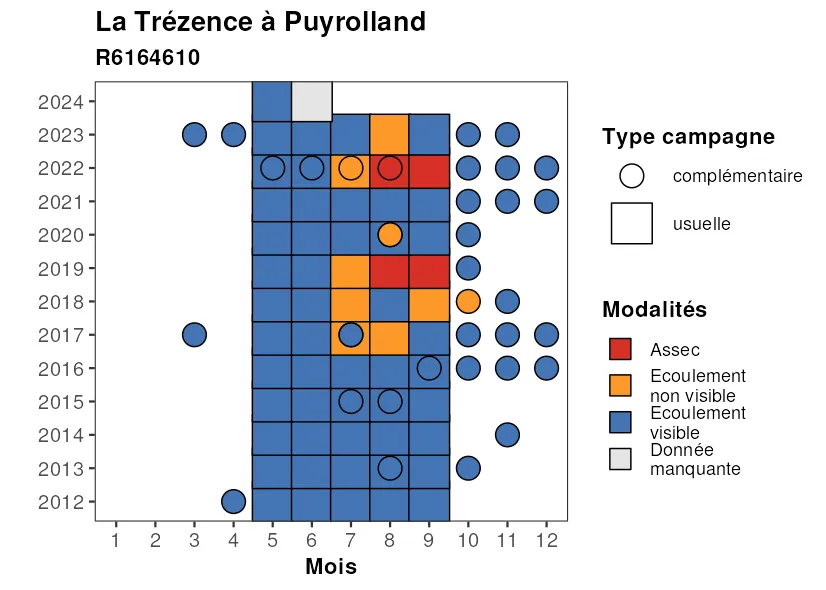 La Trézence à Puyrolland
R6164610
2024
2023
2022
2021
2020
2019
2018
2017
2016
2015
2014
2013
2012
1 2 3 4 5 6 7 8 9 10 11 12
Mois
Type campagne
complémentaire
usuelle
Modalités
Assec
Ecoulement
non visible
Ecoulement
visible
Donnée
manquante